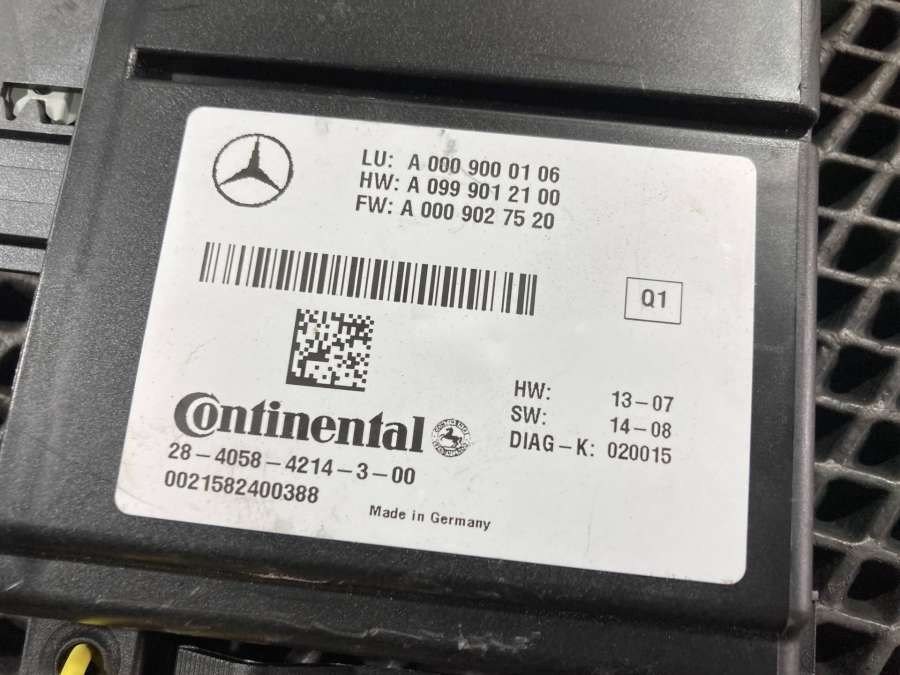 LU: A 000 900 01 06
HW: A 099 901 21 00
FW: A 000 902 75 20
Q1
HW: 13-07
SW: 14-08
DIAG-K: 020015
Continental
28-4058-4214-3-00
0021582400388
Made in Germany